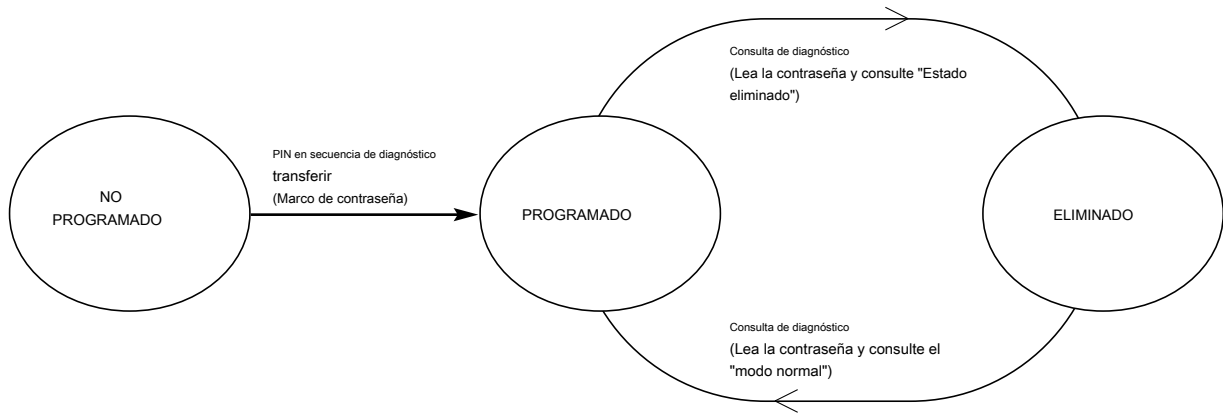 Consulta de diagnóstico
(Lea la contraseña y consulte "Estado
eliminado")
PIN en secuencia de diagnóstico
transferir
(Marco de contraseña)
NO
PROGRAMADO
PROGRAMADO
ELIMINADO
Consulta de diagnóstico
(Lea la contraseña y consulte el
"modo normal")